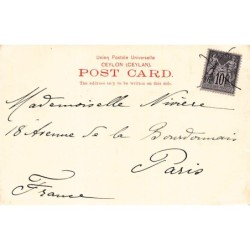 Union Postale Universelle
CEYLON (CEYLAN)
POST CARD.
The address only to be written on this side.
10
Mademoiselle Nivière
18 Avenue de la Bourdonnais
Paris
France